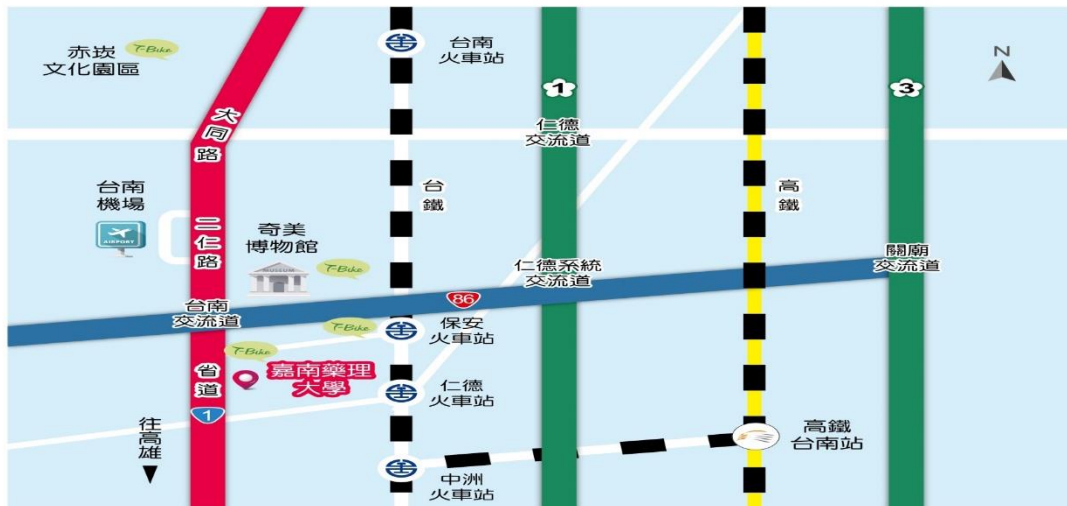 赤崁
文化園區
T-Bike
台南
火車站
N
1
3
大同路
仁德
交流道
台南
機場
AIRPORT
二仁路
台鐵
高鐵
奇美
博物館
MUSEUM
T-Bike
仁德系統
交流道
關廟
交流道
台南
交流道
86
T-Bike
保安
火車站
T-Bike
省道
嘉南藥理
大學
仁德
火車站
1
往高雄
高鐵
台南站
中洲
火車站